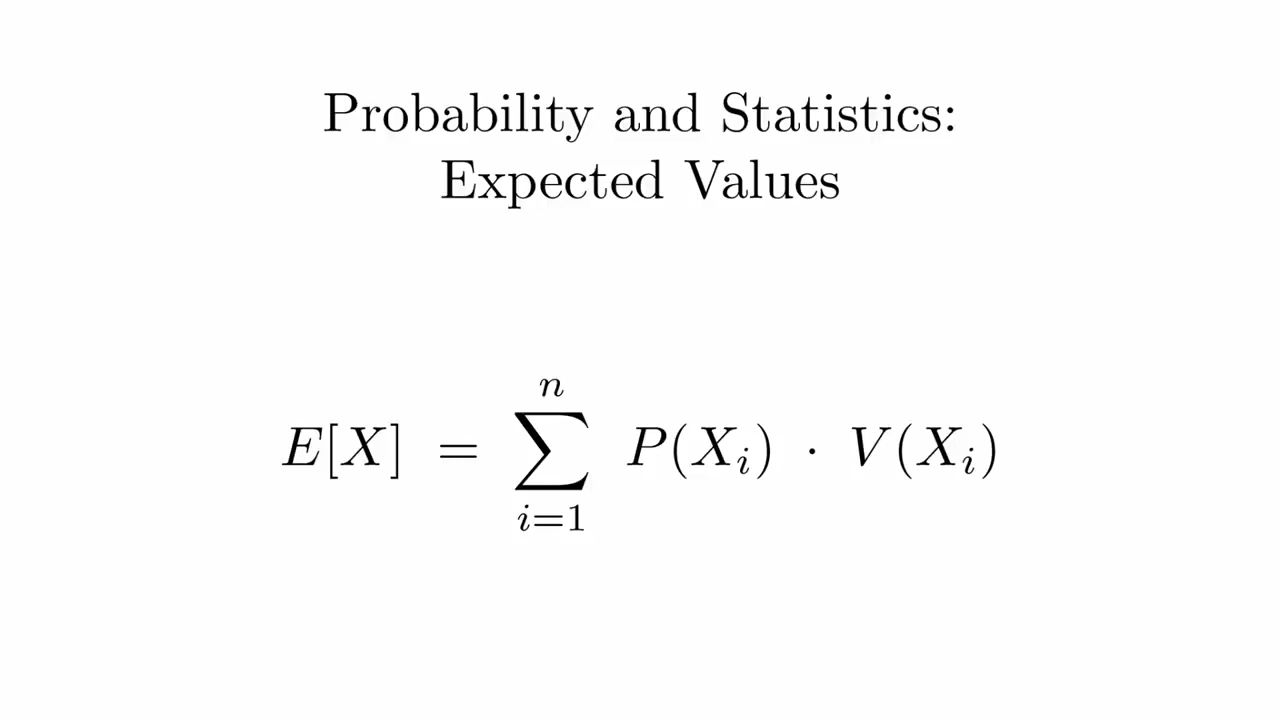 Probability and Statistics:
Expected Values
E[X] = \sum_{i=1}^{n} P(X_i) · V(X_i)